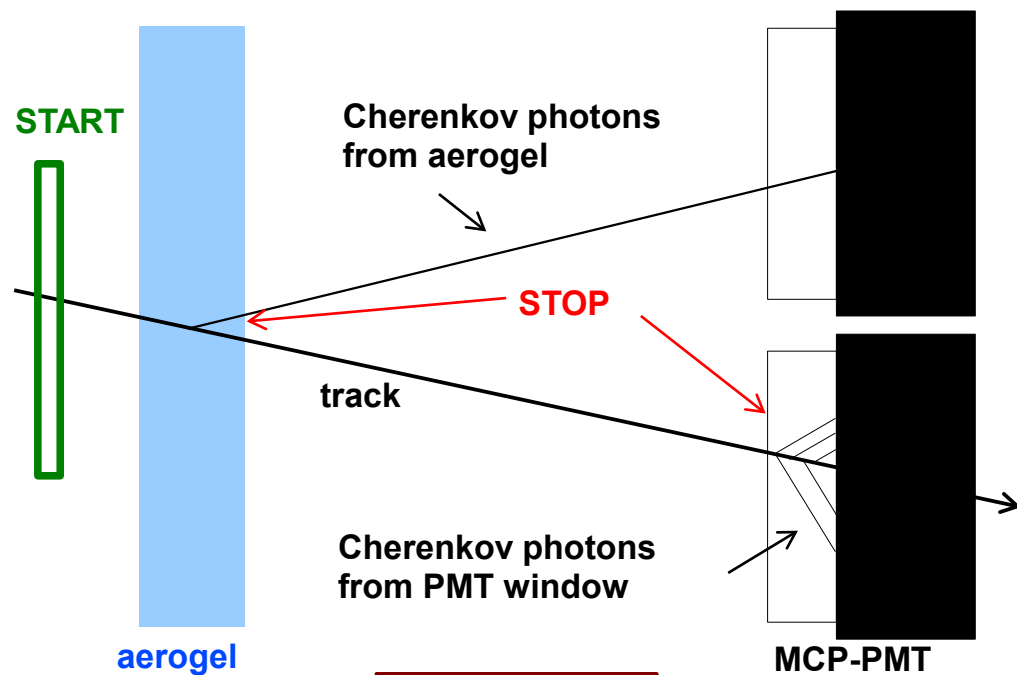 START
Cherenkov photons
from aerogel
STOP
track
Cherenkov photons
from PMT window
aerogel
MCP-PMT